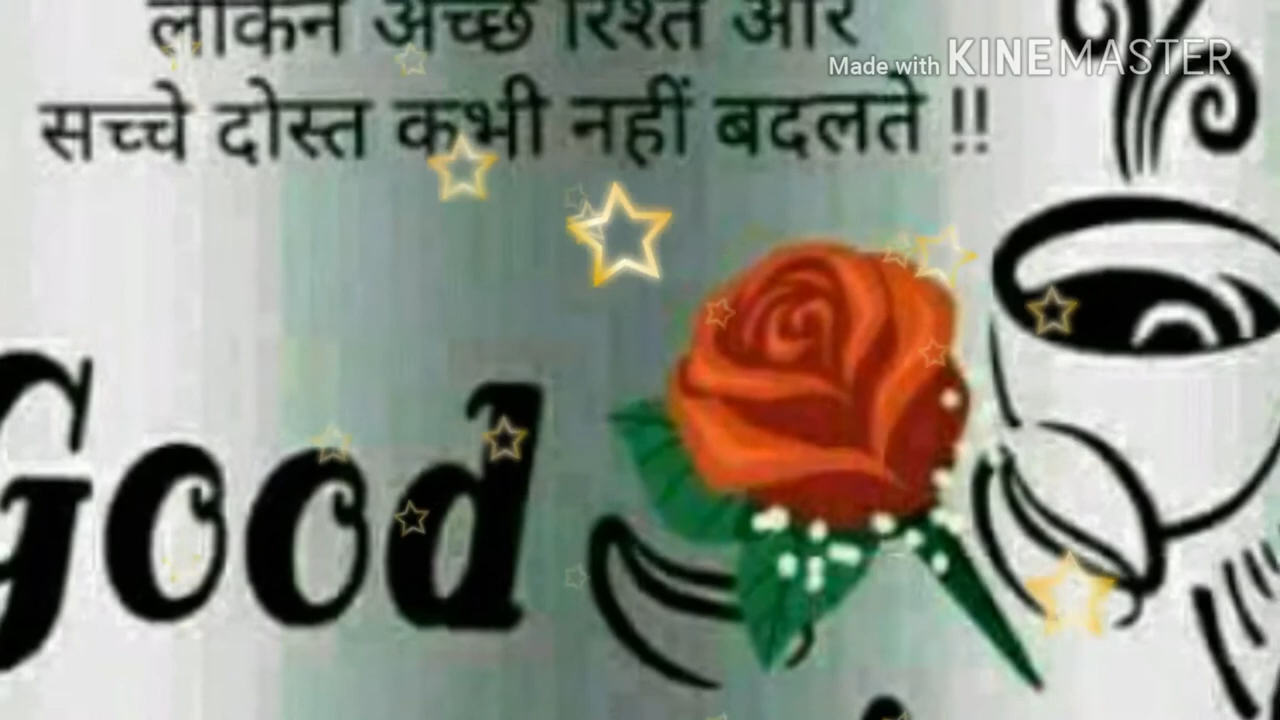 लेकिन अच्छे रिश्ते और
Made with KINEMASTER
सच्चे दोस्त कभी नहीं बदलते !!
Good